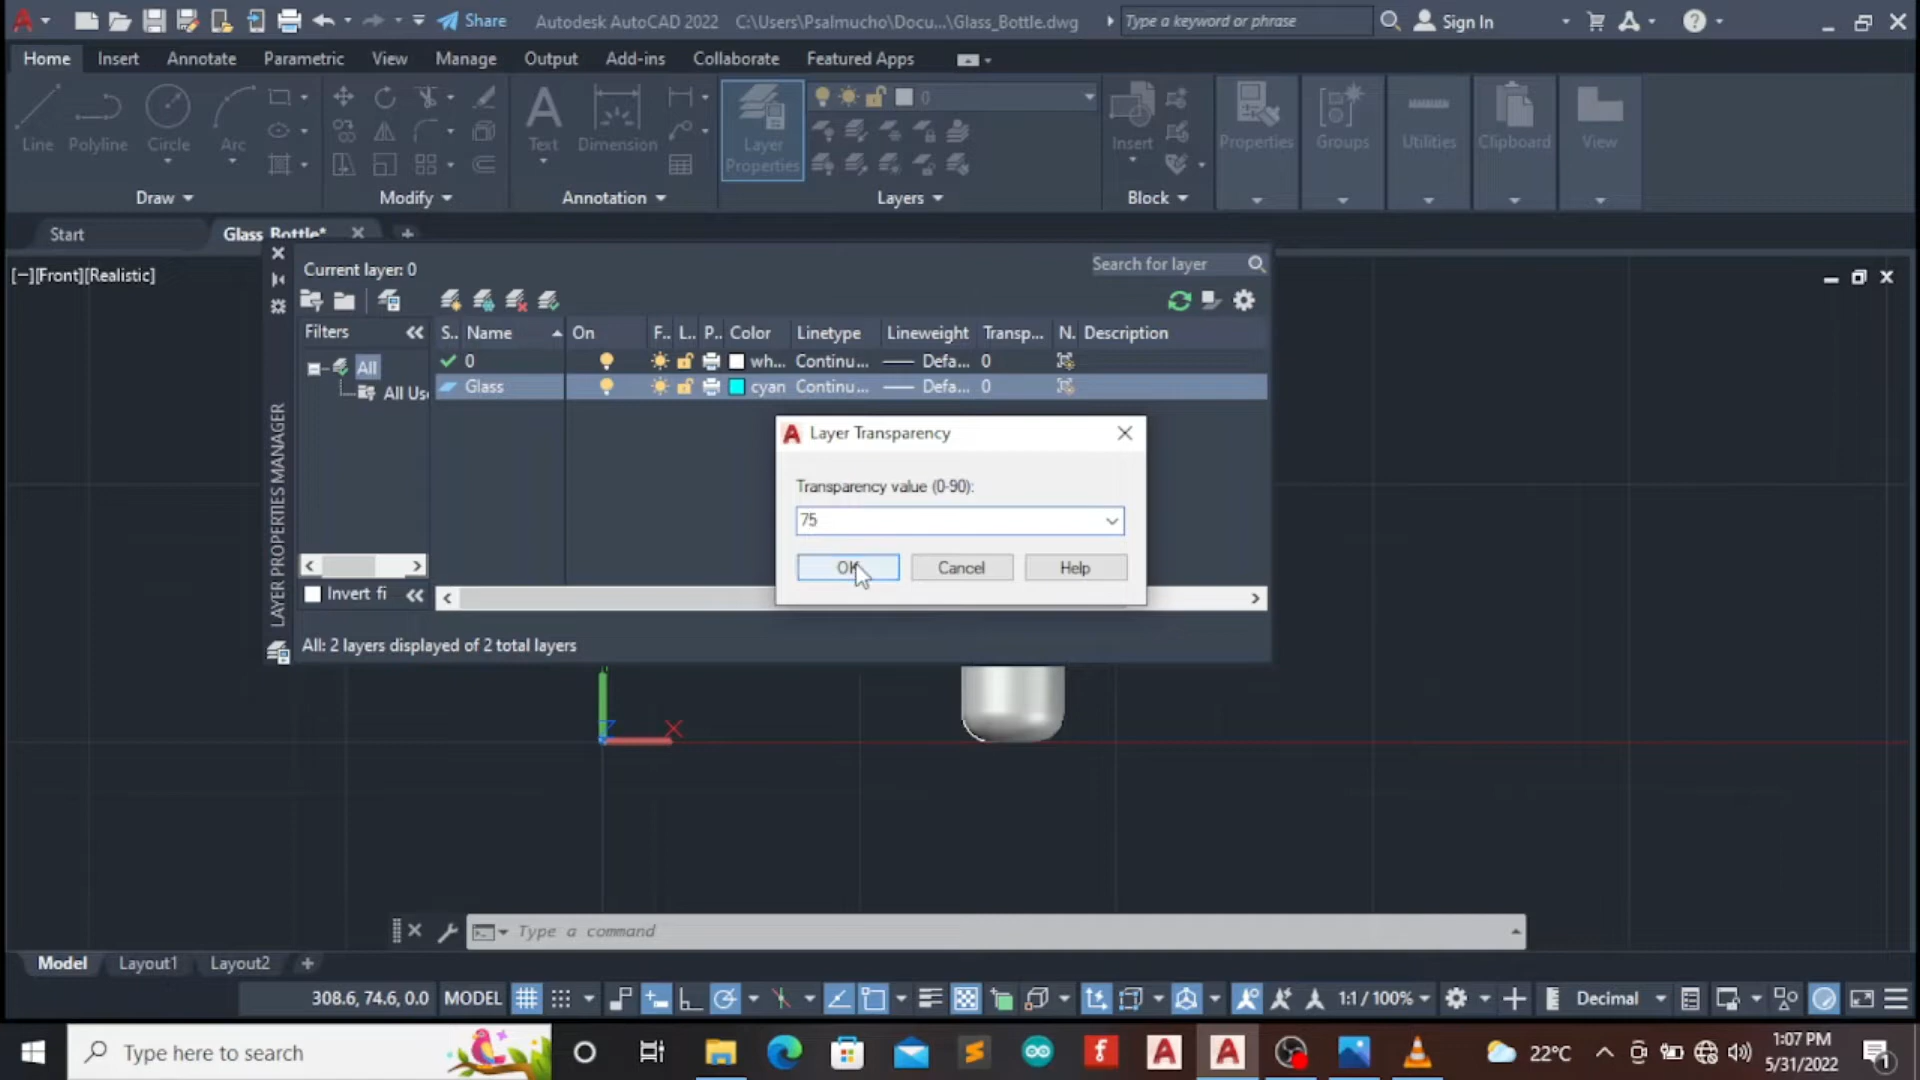 Share
Autodesk AutoCAD 2022 C:\Users\Psalmucho\Docu...\Glass_Bottle.dwg
Type a keyword or phrase
Sign In
Home Insert Annotate Parametric View Manage Output Add-ins Collaborate Featured Apps
Line Polyline Circle Arc
Text Dimension
Layer Properties
0
Insert
Properties Groups Utilities Clipboard View
Draw Modify Annotation Layers Block
Start Glass Bottle* +
[−][Front][Realistic]
Current layer: 0
Search for layer
Filters
S.. Name On F.. L.. P.. Color Linetype Lineweight Transp... N. Description
All
0 wh... Continu... Defa... 0
All Us
Glass cyan Continu... Defa... 0
Layer Transparency
Transparency value (0-90):
75
OK Cancel Help
Invert fi
All: 2 layers displayed of 2 total layers
LAYER PROPERTIES MANAGER
X
Type a command
Model Layout1 Layout2 +
308.6, 74.6, 0.0 MODEL 1:1 / 100% Decimal
Type here to search
22°C
1:07 PM
5/31/2022
1